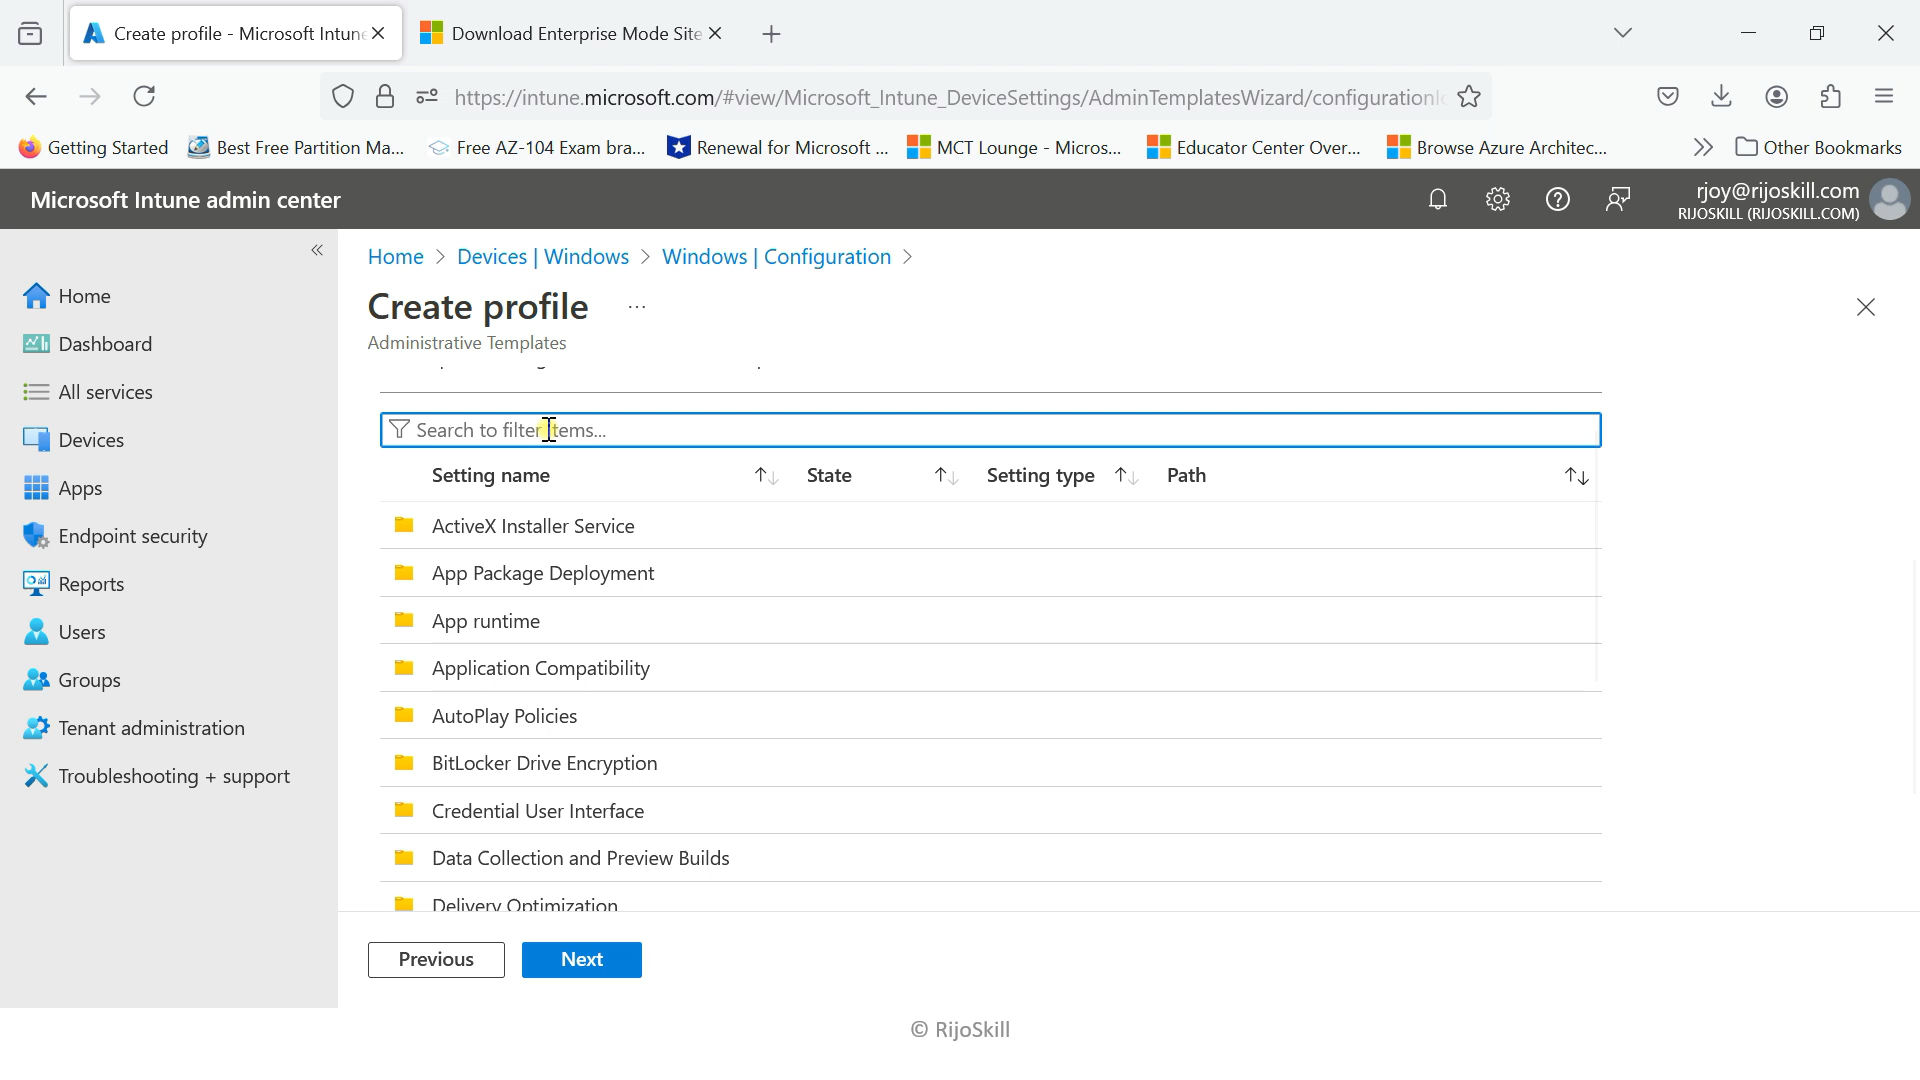 Create profile - Microsoft Intune
Download Enterprise Mode Site
https://intune.microsoft.com/#view/Microsoft_Intune_DeviceSettings/AdminTemplatesWizard/configuration
Getting Started
Best Free Partition Ma...
Free AZ-104 Exam bra...
Renewal for Microsoft ...
MCT Lounge - Micros...
Educator Center Over...
Browse Azure Architec...
Other Bookmarks
Microsoft Intune admin center
rjoy@rijoskill.com
RIJOSKILL (RIJOSKILL.COM)
Home > Devices | Windows > Windows | Configuration >
Create profile ...
Administrative Templates
Home
Dashboard
All services
Devices
Apps
Endpoint security
Reports
Users
Groups
Tenant administration
Troubleshooting + support
Search to filter items...
Setting name State Setting type Path
ActiveX Installer Service
App Package Deployment
App runtime
Application Compatibility
AutoPlay Policies
BitLocker Drive Encryption
Credential User Interface
Data Collection and Preview Builds
Delivery Optimization
Previous Next
© RijoSkill